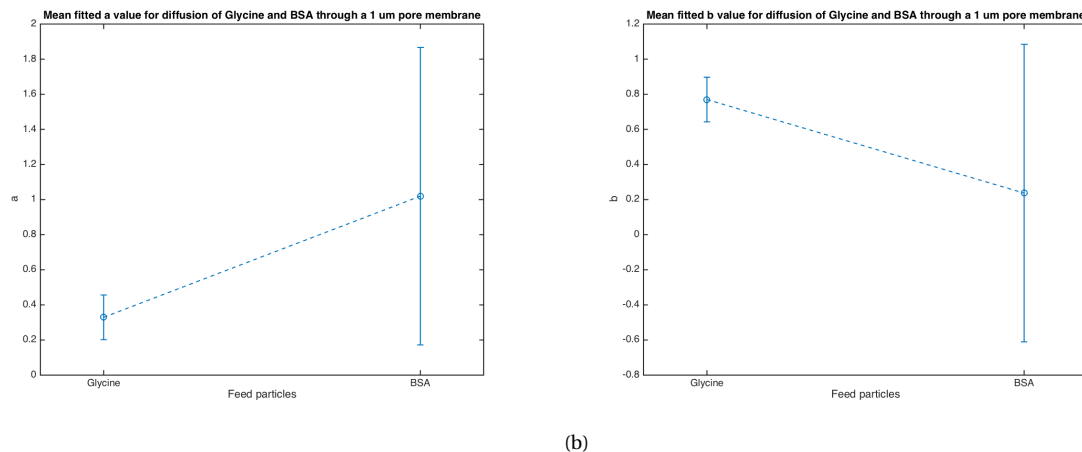 Mean fitted a value for diffusion of Glycine and BSA through a 1 um pore membrane
2
1.8
1.6
1.4
1.2
1
0.8
0.6
0.4
0.2
0
a
Glycine
BSA
Feed particles
Mean fitted b value for diffusion of Glycine and BSA through a 1 um pore membrane
1.2
1
0.8
0.6
0.4
0.2
0
-0.2
-0.4
-0.6
-0.8
b
Glycine
BSA
Feed particles
(b)